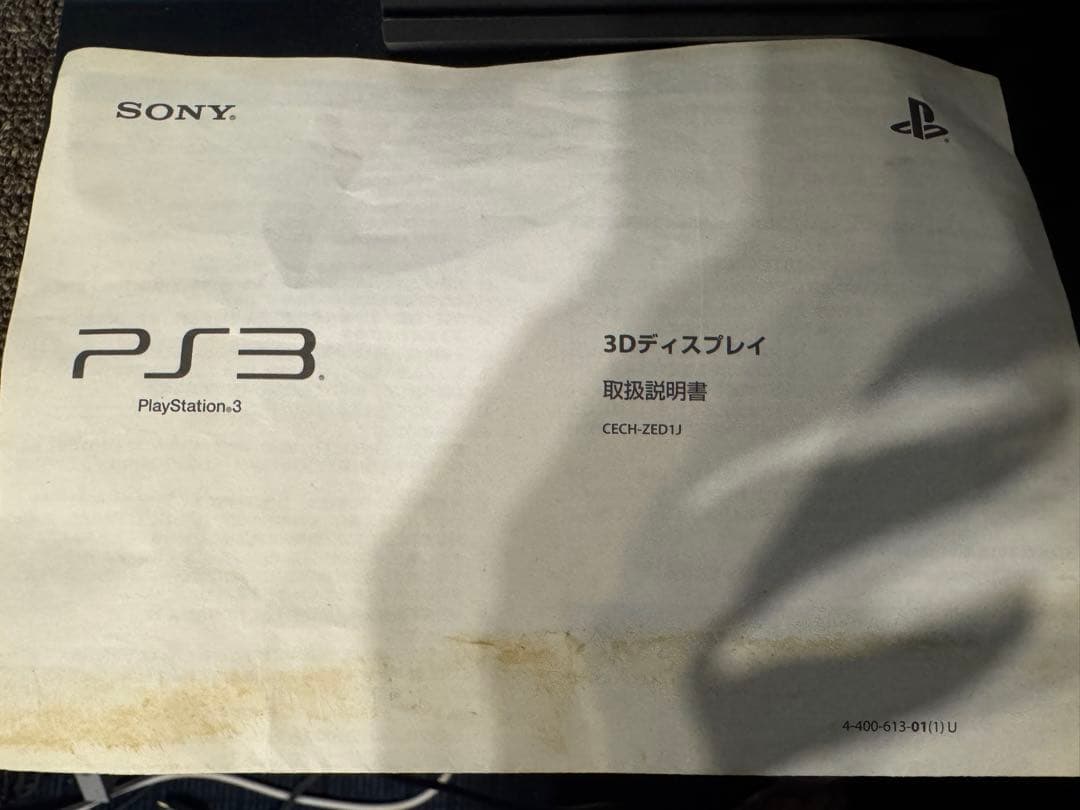 SONY®
PS3®
PlayStation®3
3Dディスプレイ
取扱説明書
CECH-ZED1J
4-400-613-01(1) U